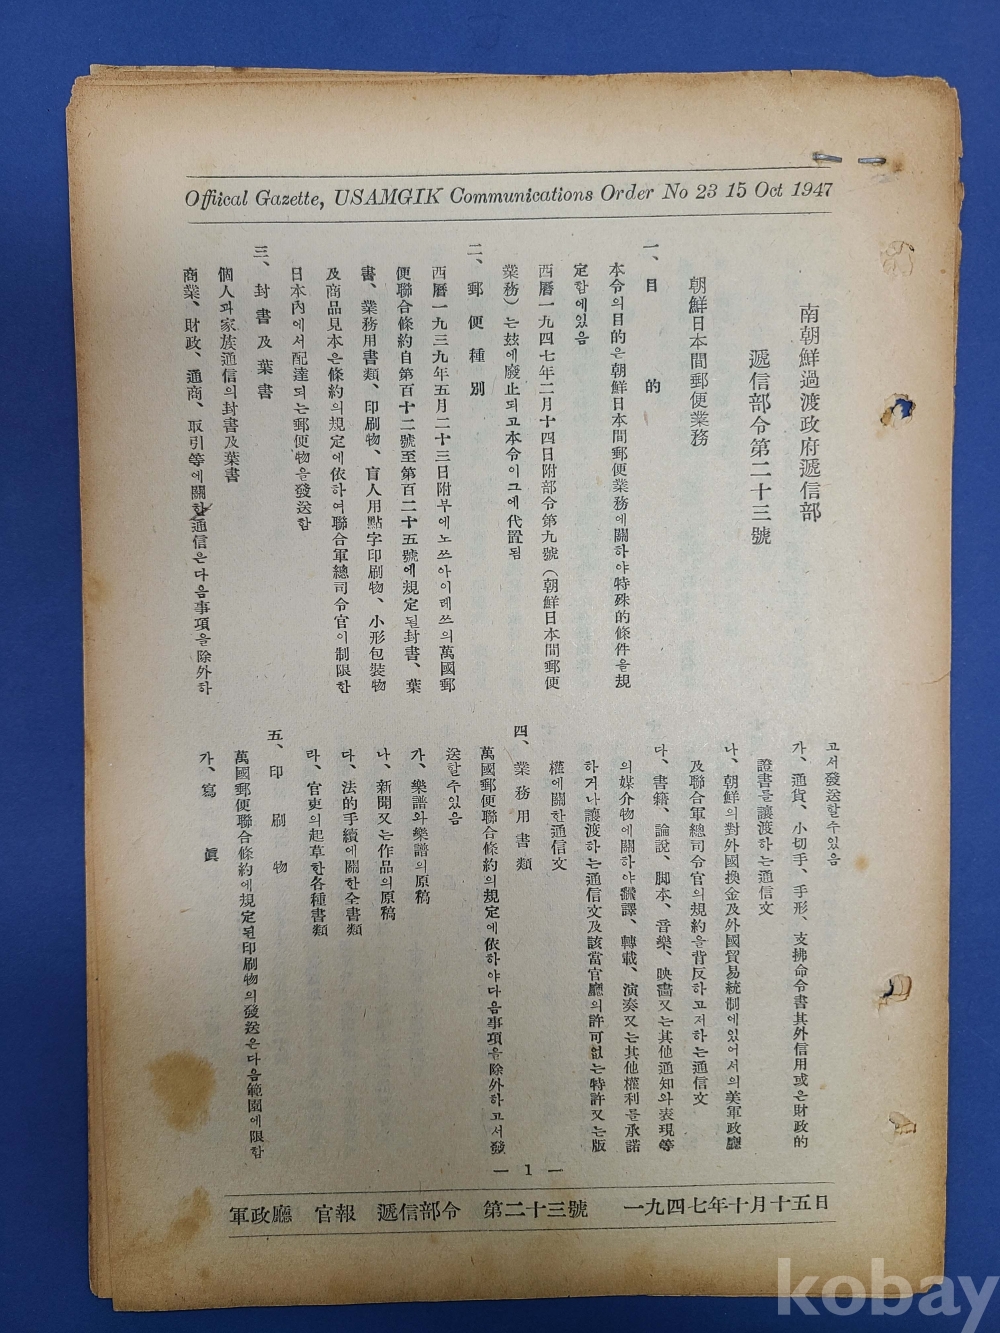 Offiical Gazette, USAMGIK Communications Order No 23 15 Oct 1947
南朝鮮過渡政府遞信部
遞信部令第二十三號
朝鮮日本間郵便業務
一、目的
本令의目的은朝鮮日本間郵便業務에關하야特殊的條件을規
定함에있음
西曆一九四七年二月十四日附部令第九號（朝鮮日本間郵便
業務）는玆에廢止되고本令이그에代置됨
二、郵便種別
西曆一九三九年五月二十三日附부에노쓰아이레쓰의萬國郵
便聯合條約自第百十二號至第百二十五號에規定된封書、葉
書、業務用書類、印刷物、盲人用點字印刷物、小形包裝物
及商品見本은條約의規定에依하여聯合軍總司令官이制限한
日本內에서配達되는郵便物을發送함
三、封書及葉書
個人과家族通信의封書及葉書
商業、財政、通商、取引等에關한通信은다음事項을除外하
고서發送할수있음
가、通貨、小切手、手形、支拂命令書其外信用或은財政的
證書를讓渡하는通信文
나、朝鮮의對外國換金及外國貿易統制에있어서의美軍政廳
及聯合軍總司令官의規約을背反하고저하는通信文
다、書籍、論說、脚本、音樂、映畵又는其他通知와表現等
의媒介物에關하야飜譯、轉載、演奏又는其他權利를承諾
하거나讓渡하는通信文及該當官廳의許可없는特許又는版
權에關한通信文
四、業務用書類
萬國郵便聯合條約의規定에依하야다음事項을除外하고서發
送할수있음
가、樂譜와樂譜의原稿
나、新聞又는作品의原稿
다、法的手續에關한全書類
라、官吏의起草한各種書類
五、印刷物
萬國郵便聯合條約에規定된印刷物의發送은다음範圍에限함
가、寫眞
— 1 —
軍政廳 官報 遞信部令 第二十三號 一九四七年十月十五日
kobay